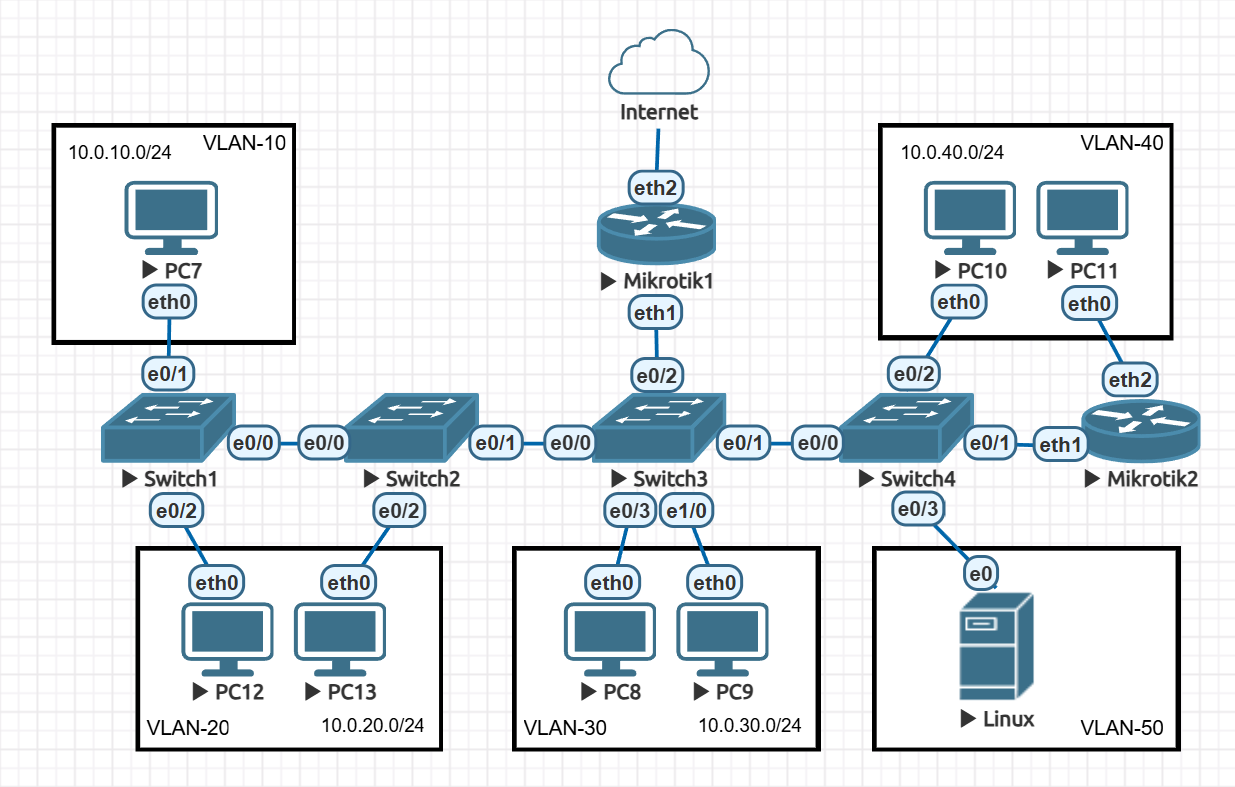 Internet
eth2
Mikrotik1
eth1
VLAN-10
10.0.10.0/24
PC7
eth0
VLAN-40
10.0.40.0/24
PC10
PC11
eth0
eth0
e0/1
e0/2
e0/2
eth2
e0/0
e0/0
e0/1
e0/0
e0/1
e0/0
e0/1
eth1
Switch1
Switch2
Switch3
Switch4
Mikrotik2
e0/2
e0/2
e0/3
e1/0
e0/3
eth0
eth0
PC12
PC13
VLAN-20
10.0.20.0/24
eth0
eth0
PC8
PC9
VLAN-30
10.0.30.0/24
e0
Linux
VLAN-50